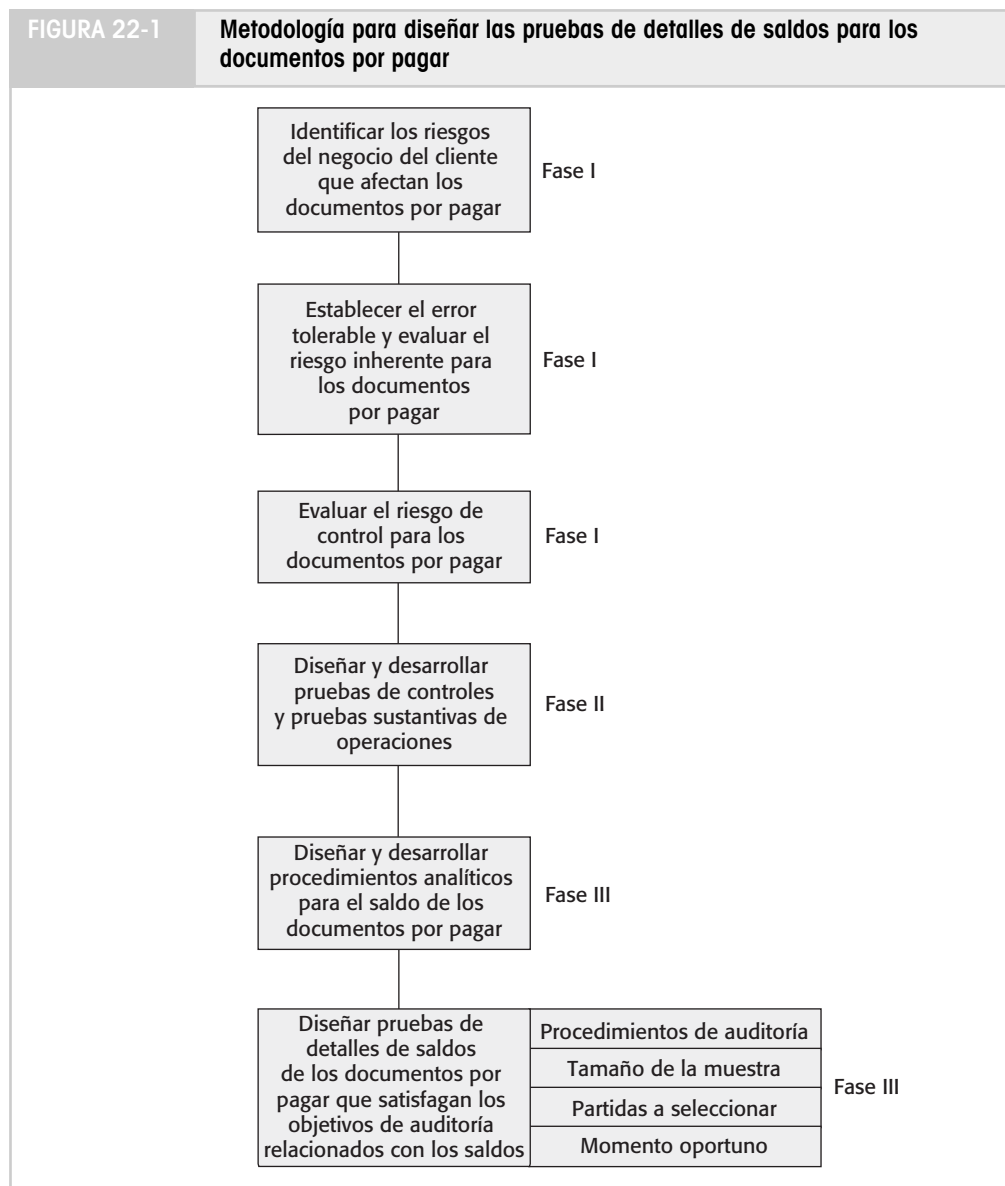 FIGURA 22-1
Metodología para diseñar las pruebas de detalles de saldos para los
documentos por pagar
Identificar los riesgos
del negocio del cliente
que afectan los
documentos por pagar
Fase I
Establecer el error
tolerable y evaluar el
riesgo inherente para
los documentos
por pagar
Fase I
Evaluar el riesgo de
control para los
documentos por pagar
Fase I
Diseñar y desarrollar
pruebas de controles
y pruebas sustantivas de
operaciones
Fase II
Diseñar y desarrollar
procedimientos analíticos
para el saldo de los
documentos por pagar
Fase III
Diseñar pruebas de
detalles de saldos
de los documentos por
pagar que satisfagan los
objetivos de auditoría
relacionados con los saldos
Procedimientos de auditoría
Tamaño de la muestra
Partidas a seleccionar
Momento oportuno
Fase III